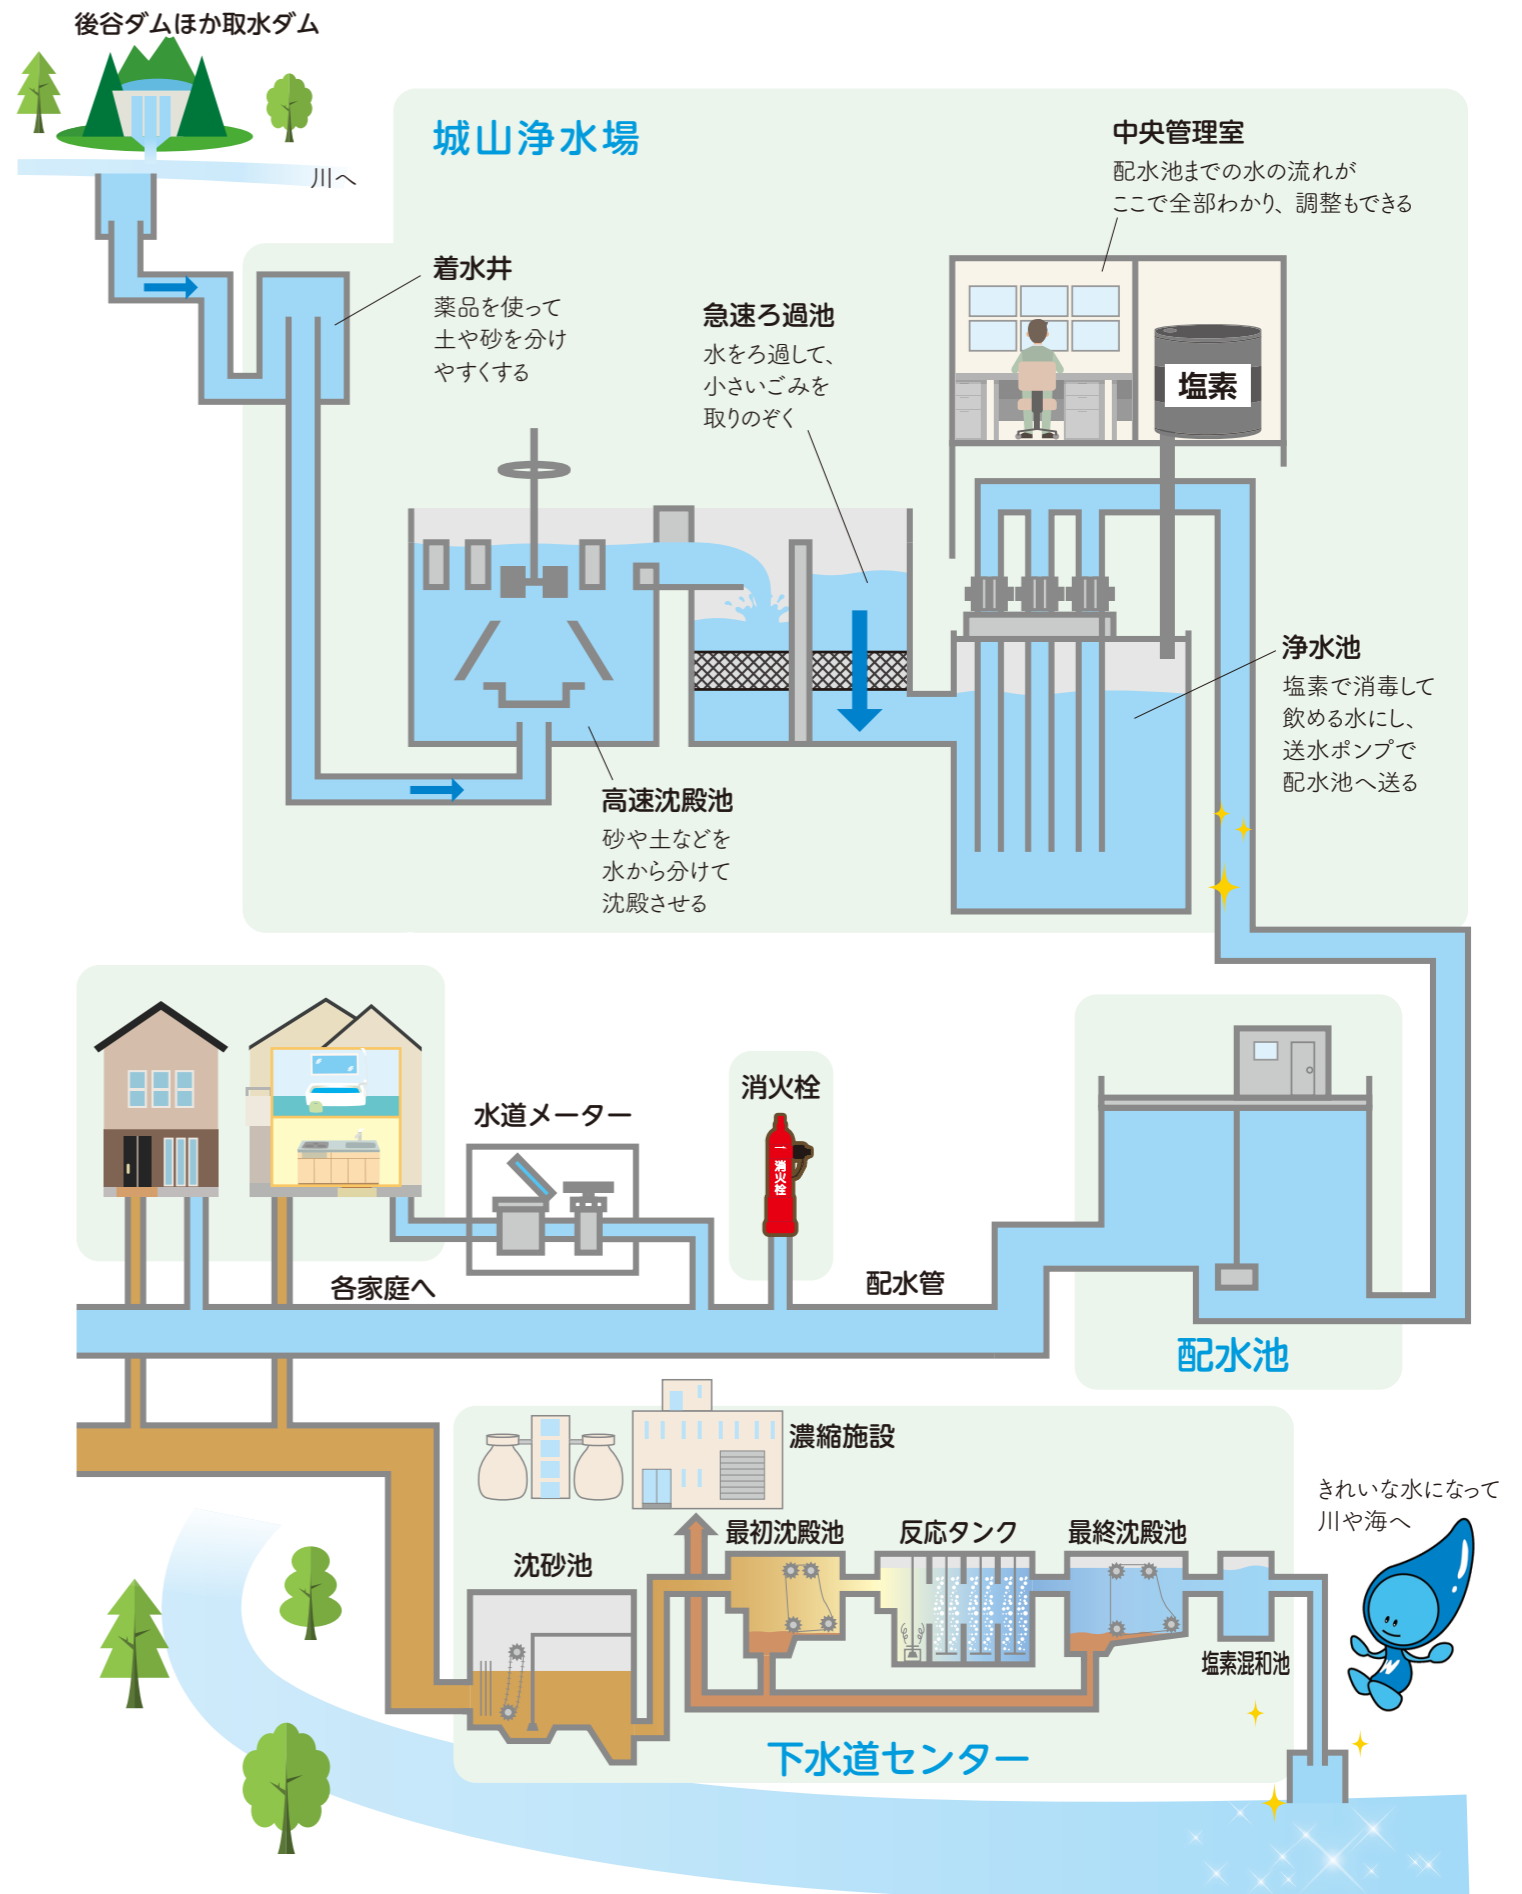 後谷ダムほか取水ダム
川へ
城山浄水場
中央管理室
配水池までの水の流れが
ここで全部わかり、調整もできる
着水井
薬品を使って
土や砂を分け
やすくする
急速ろ過池
水をろ過して、
小さいごみを
取りのぞく
塩素
高速沈殿池
砂や土などを
水から分けて
沈殿させる
浄水池
塩素で消毒して
飲める水にし、
送水ポンプで
配水池へ送る
水道メーター
消火栓
消火栓
各家庭へ
配水管
配水池
濃縮施設
沈砂池
最初沈殿池
反応タンク
最終沈殿池
塩素混和池
下水道センター
きれいな水になって
川や海へ